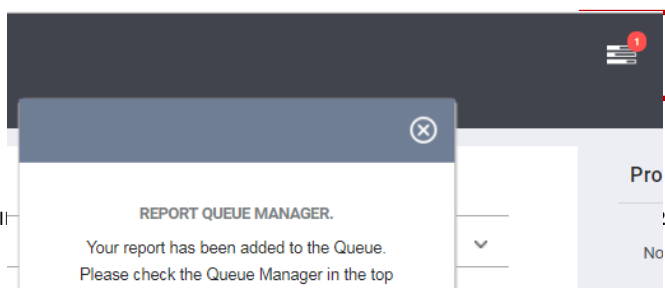 1
Pro
REPORT QUEUE MANAGER.
Your report has been added to the Queue.
No
Please check the Queue Manager in the top